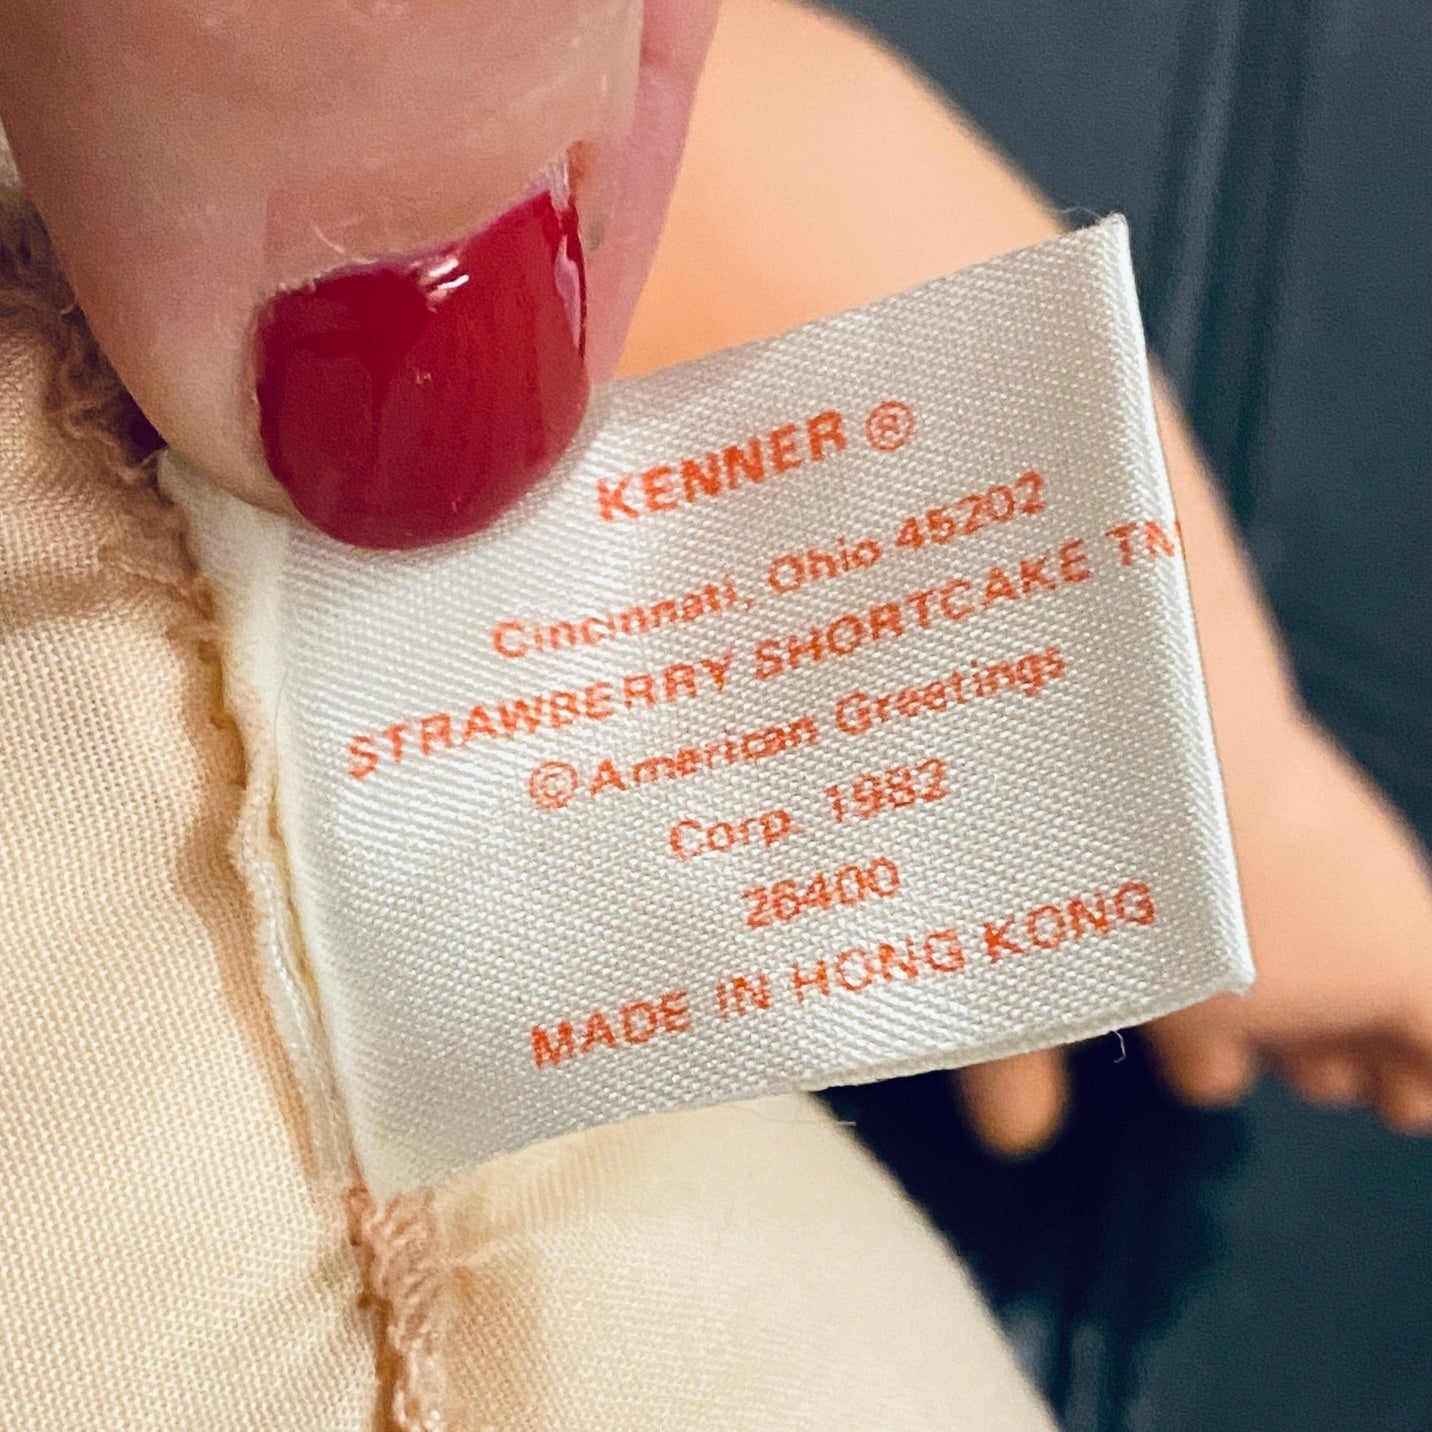 KENNER ®
Cincinnati, Ohio 45202
STRAWBERRY SHORTCAKE TM
©American Greetings
Corp. 1982
26400
MADE IN HONG KONG